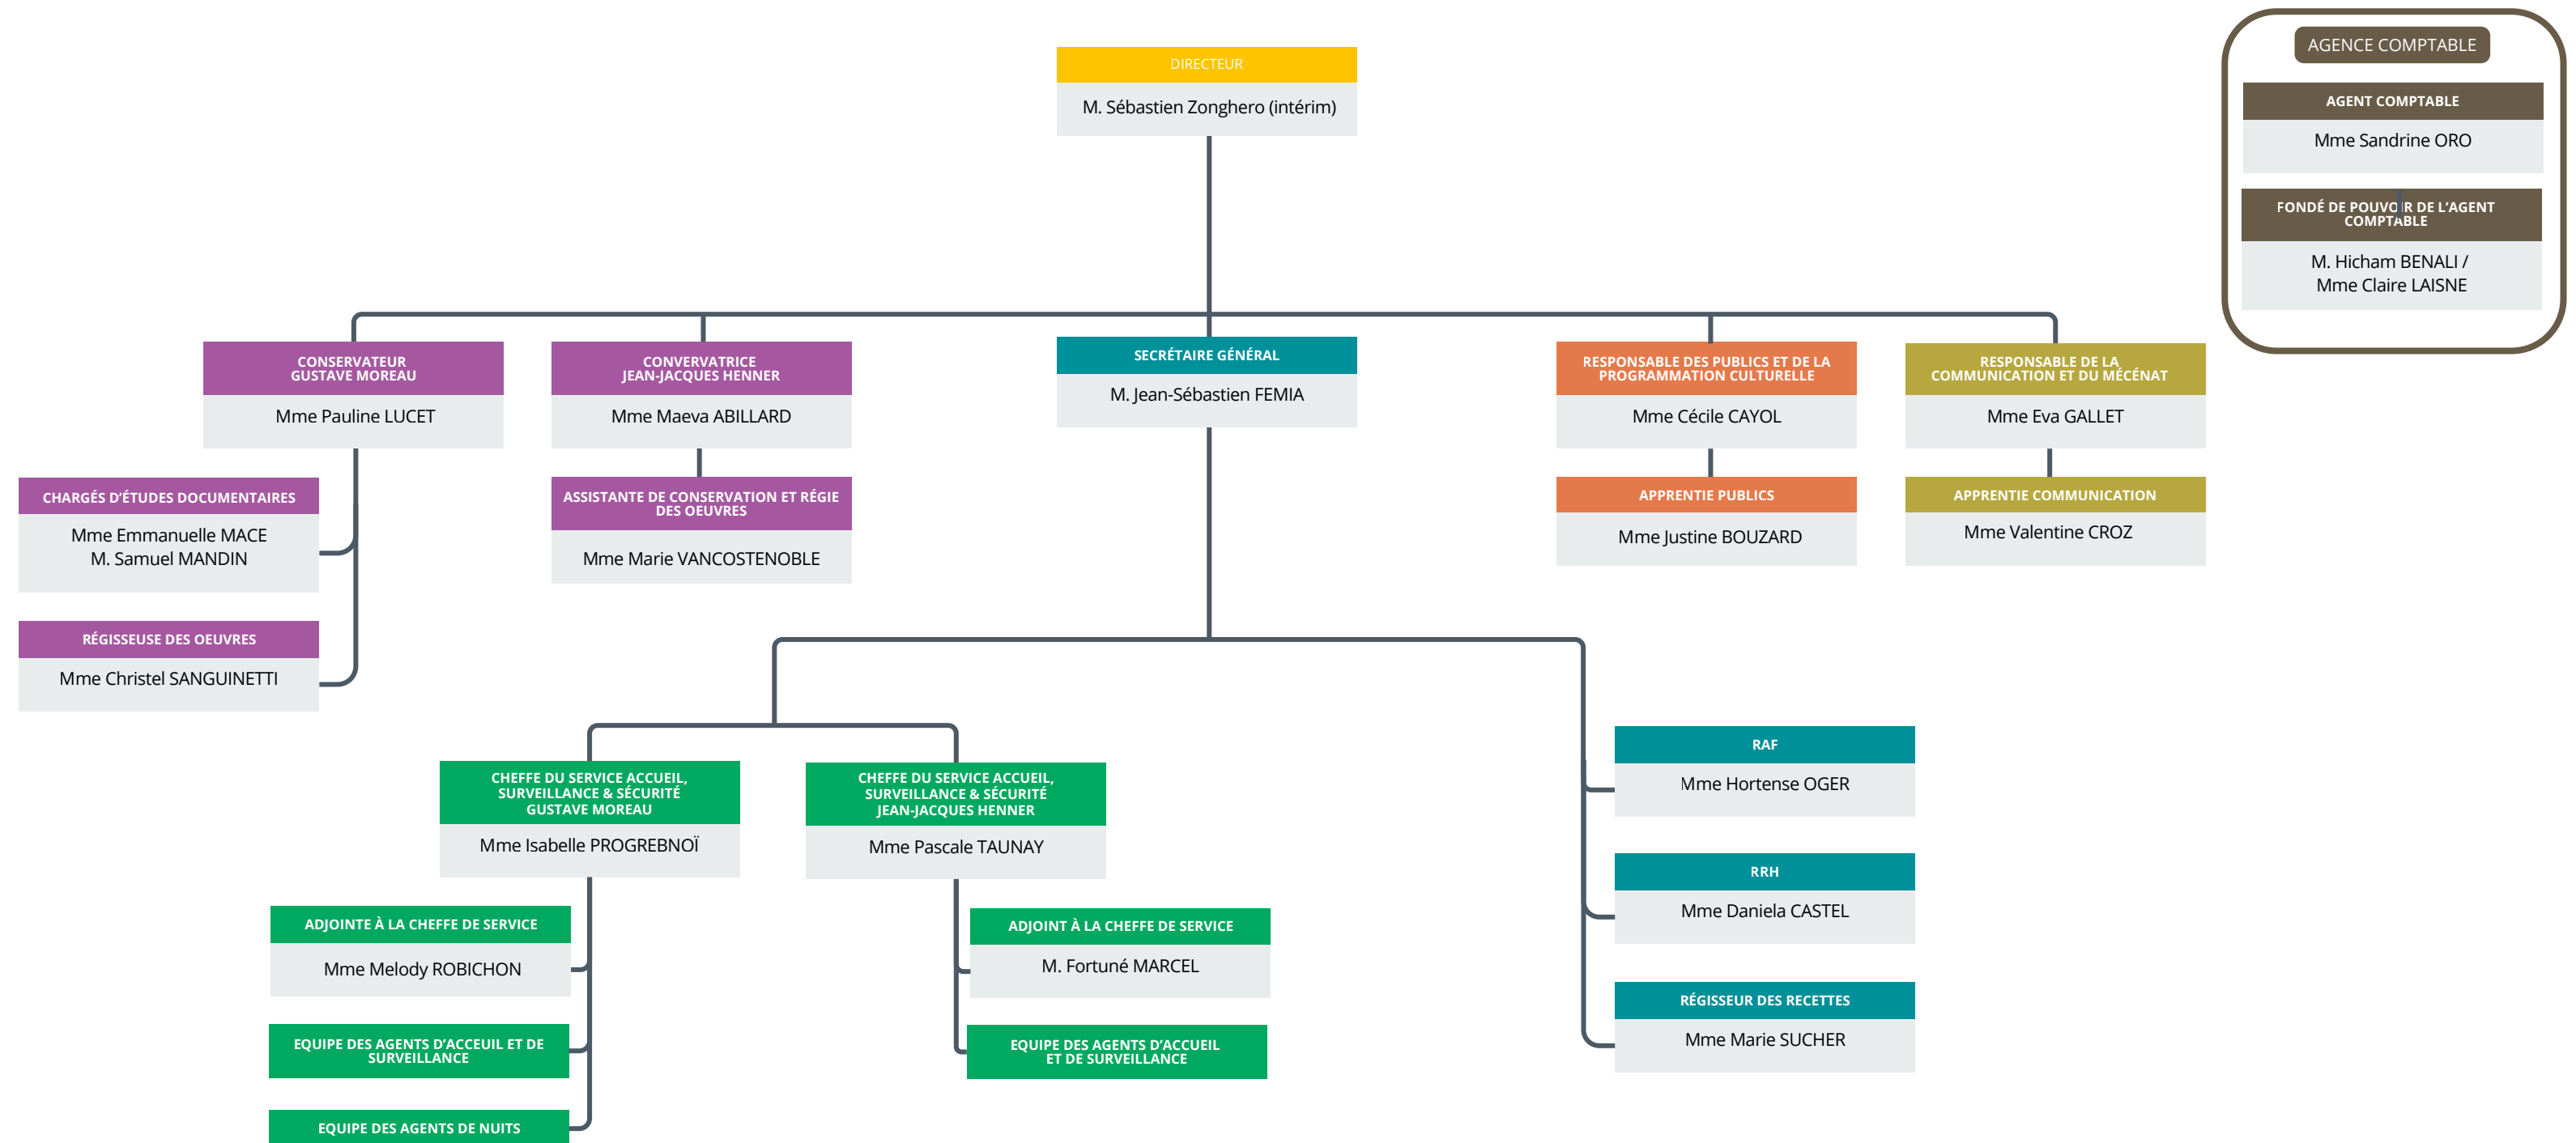 AGENCE COMPTABLE
DIRECTEUR
M. Sébastien Zonghero (intérim)
AGENT COMPTABLE
Mme Sandrine ORO
FONDÉ DE POUVOIR DE L'AGENT
COMPTABLE
M. Hicham BENALI /
Mme Claire LAISNE
CONSERVATEUR
GUSTAVE MOREAU
Mme Pauline LUCET
CONVERVATRICE
JEAN-JACQUES HENNER
Mme Maeva ABILLARD
SECRÉTAIRE GÉNÉRAL
M. Jean-Sébastien FEMIA
RESPONSABLE DES PUBLICS ET DE LA
PROGRAMMATION CULTURELLE
Mme Cécile CAYOL
RESPONSABLE DE LA
COMMUNICATION ET DU MÉCÉNAT
Mme Eva GALLET
CHARGÉS D'ÉTUDES DOCUMENTAIRES
Mme Emmanuelle MACE
M. Samuel MANDIN
ASSISTANTE DE CONSERVATION ET RÉGIE
DES OEUVRES
Mme Marie VANCOSTENOBLE
APPRENTIE PUBLICS
Mme Justine BOUZARD
APPRENTIE COMMUNICATION
Mme Valentine CROZ
RÉGISSEUSE DES OEUVRES
Mme Christel SANGUINETTI
CHEFFE DU SERVICE ACCUEIL,
SURVEILLANCE & SÉCURITÉ
GUSTAVE MOREAU
Mme Isabelle PROGREBNOÏ
CHEFFE DU SERVICE ACCUEIL,
SURVEILLANCE & SÉCURITÉ
JEAN-JACQUES HENNER
Mme Pascale TAUNAY
RAF
Mme Hortense OGER
RRH
Mme Daniela CASTEL
RÉGISSEUR DES RECETTES
Mme Marie SUCHER
ADJOINTE À LA CHEFFE DE SERVICE
Mme Melody ROBICHON
EQUIPE DES AGENTS D'ACCEUIL ET DE
SURVEILLANCE
EQUIPE DES AGENTS DE NUITS
ADJOINT À LA CHEFFE DE SERVICE
M. Fortuné MARCEL
EQUIPE DES AGENTS D'ACCUEIL
ET DE SURVEILLANCE